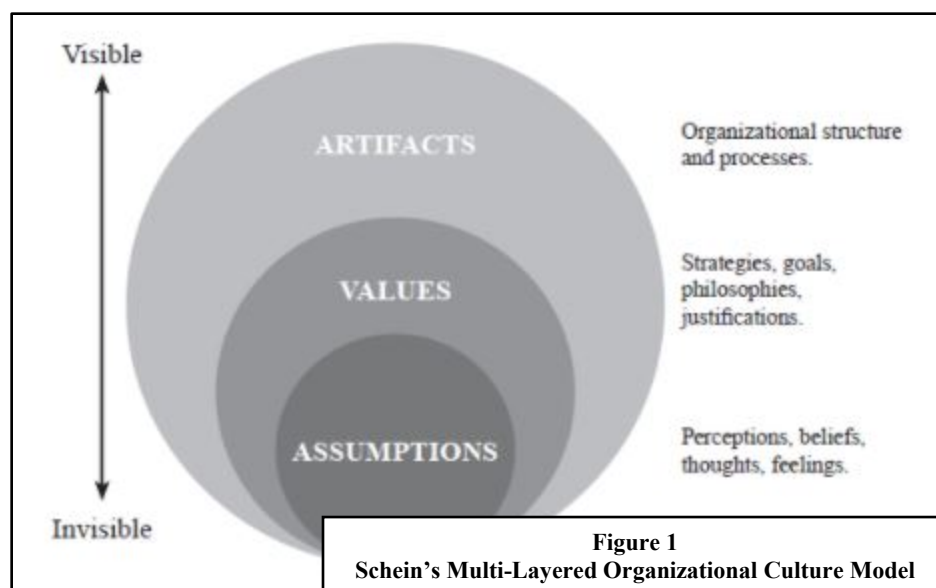 Visible
ARTIFACTS
Organizational structure
and processes.
VALUES
Strategies, goals,
philosophies,
justifications.
ASSUMPTIONS
Perceptions, beliefs,
thoughts, feelings.
Invisible
Figure 1
Schein's Multi-Layered Organizational Culture Model